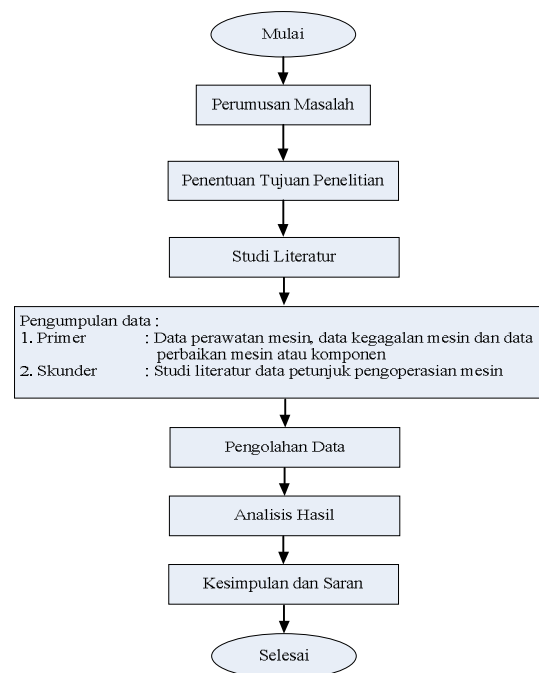 Mulai
Perumusan Masalah
Penentuan Tujuan Penelitian
Studi Literatur
Pengumpulan data :
1. Primer : Data perawatan mesin, data kegagalan mesin dan data
perbaikan mesin atau komponen
2. Skunder : Studi literatur data petunjuk pengoperasian mesin
Pengolahan Data
Analisis Hasil
Kesimpulan dan Saran
Selesai